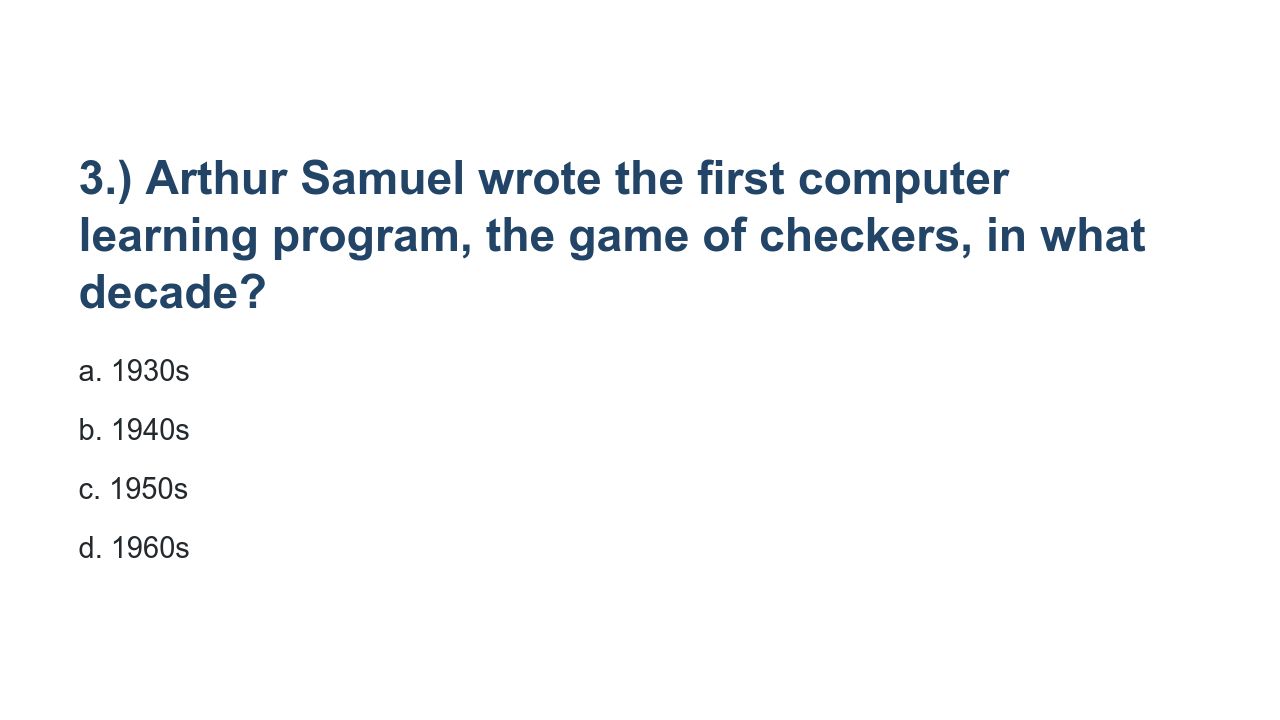 3.) Arthur Samuel wrote the first computer
learning program, the game of checkers, in what
decade?
a. 1930s
b. 1940s
c. 1950s
d. 1960s